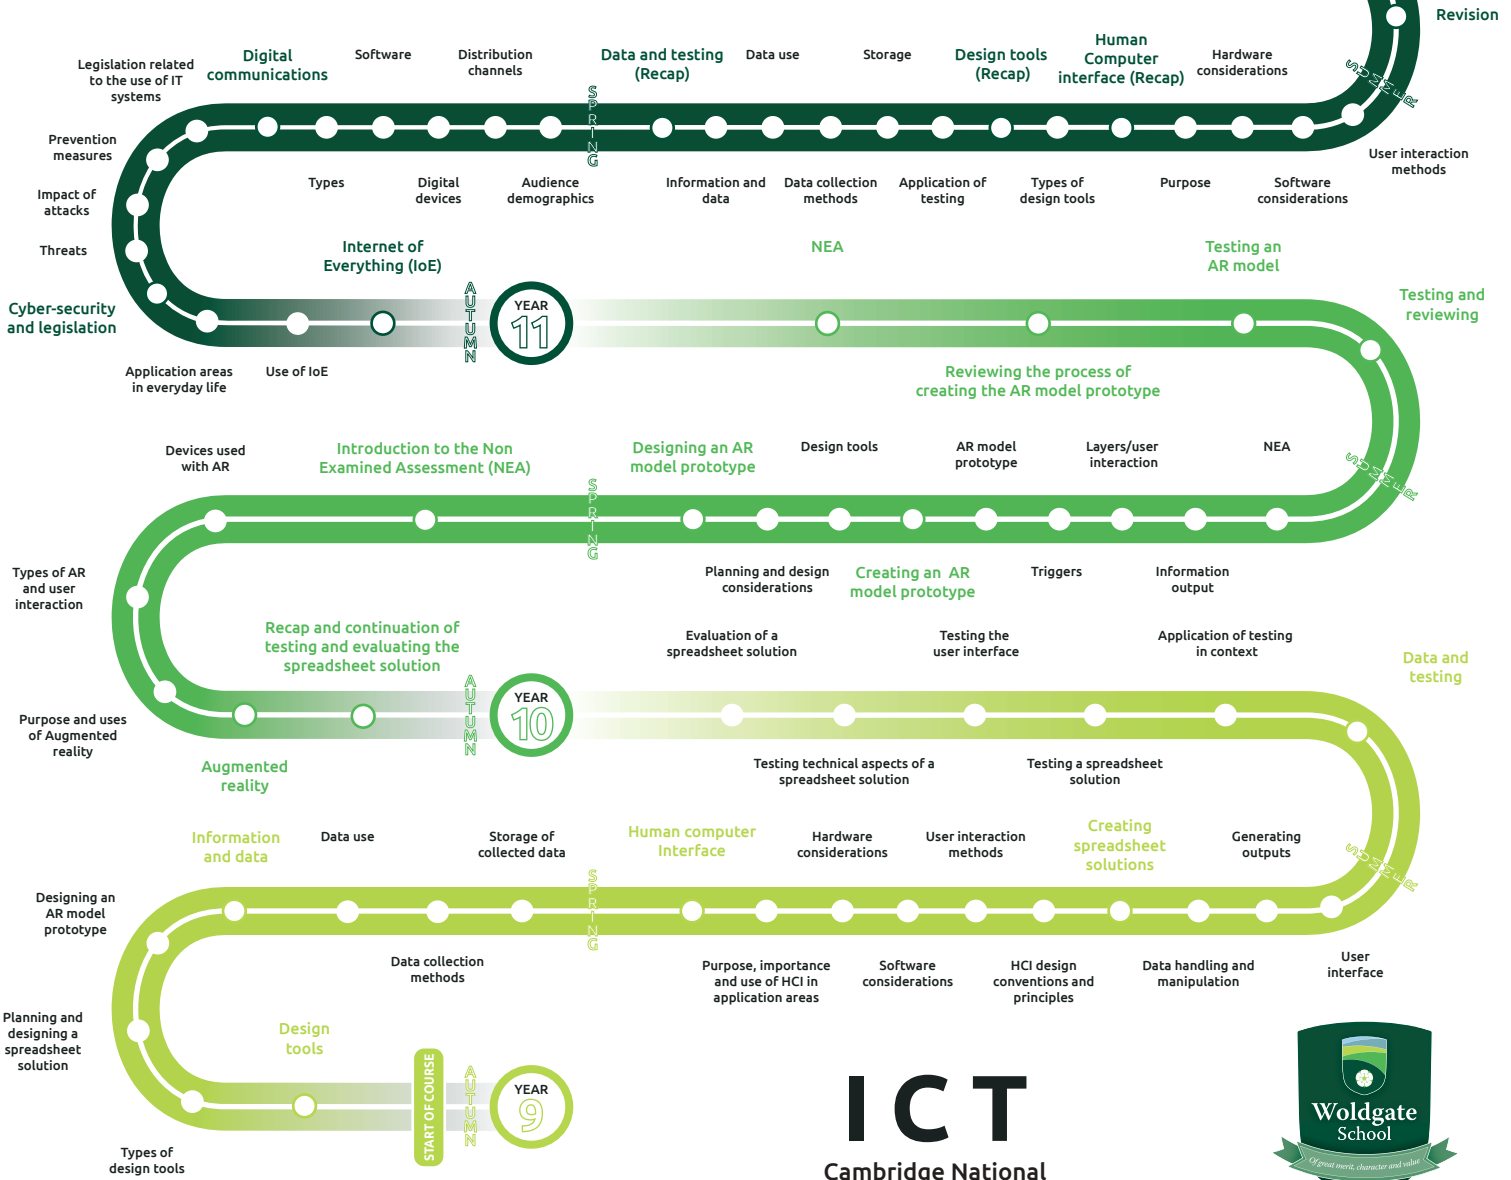 Revision
SUMMER
Legislation related
to the use of IT
systems
Digital
communications
Software
Distribution
channels
SPRING
Data and testing
(Recap)
Data use
Storage
Design tools
(Recap)
Human
Computer
interface (Recap)
Hardware
considerations
Prevention
measures
Impact of
attacks
Threats
Cyber-security
and legislation
Types
Digital
devices
Audience
demographics
Information and
data
Data collection
methods
Application of
testing
Types of
design tools
Purpose
Software
considerations
User interaction
methods
Internet of
Everything (IoE)
AUTUMN
YEAR
11
NEA
Testing an
AR model
Testing and
reviewing
Application areas
in everyday life
Use of IoE
Reviewing the process of
creating the AR model prototype
SUMMER
Devices used
with AR
Introduction to the Non
Examined Assessment (NEA)
SPRING
Designing an AR
model prototype
Design tools
AR model
prototype
Layers/user
interaction
NEA
Types of AR
and user
interaction
Planning and design
considerations
Creating an  AR
model prototype
Triggers
Information
output
Recap and continuation of
testing and evaluating the
spreadsheet solution
AUTUMN
YEAR
10
Evaluation of a
spreadsheet solution
Testing the
user interface
Application of testing
in context
Data and
testing
Purpose and uses
of Augmented
reality
Augmented
reality
Testing technical aspects of a
spreadsheet solution
Testing a spreadsheet
solution
SUMMER
Information
and data
Data use
Storage of
collected data
SPRING
Human computer
Interface
Hardware
considerations
User interaction
methods
Creating
spreadsheet
solutions
Generating
outputs
Designing an
AR model
prototype
Data collection
methods
Purpose, importance
and use of HCI in
application areas
Software
considerations
HCI design
conventions and
principles
Data handling and
manipulation
User
interface
Planning and
designing a
spreadsheet
solution
Design
tools
START OF COURSE
AUTUMN
YEAR
9
Types of
design tools
ICT
Cambridge National
Woldgate
School
Of great merit, character and value